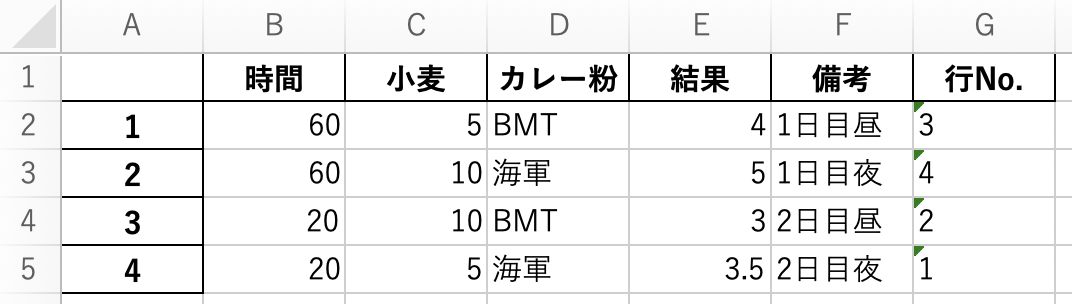 A B C D E F G
1 時間 小麦 カレー粉 結果 備考 行No.
2 1 60 5 BMT 4 1日目昼 3
3 2 60 10 海軍 5 1日目夜 4
4 3 20 10 BMT 3 2日目昼 2
5 4 20 5 海軍 3.5 2日目夜 1